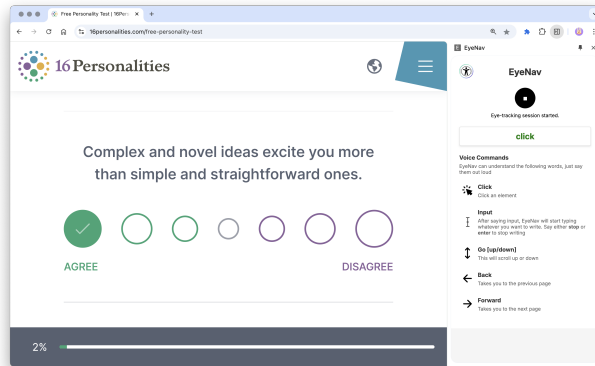 Free Personality Test | 16Pers
16personalities.com/free-personality-test
EyeNav
16Personalities
EyeNav
Eye-tracking session started.
click
Complex and novel ideas excite you more
than simple and straightforward ones.
AGREE
DISAGREE
2%
Voice Commands
EyeNav can understand the following words, just say
them out loud
Click
Click an element
Input
After saying input, EyeNav will start typing
whatever you want to write. Say either stop or
enter to stop writing
Go [up/down]
This will scroll up or down
Back
Takes you to the previous page
Forward
Takes you to the next page